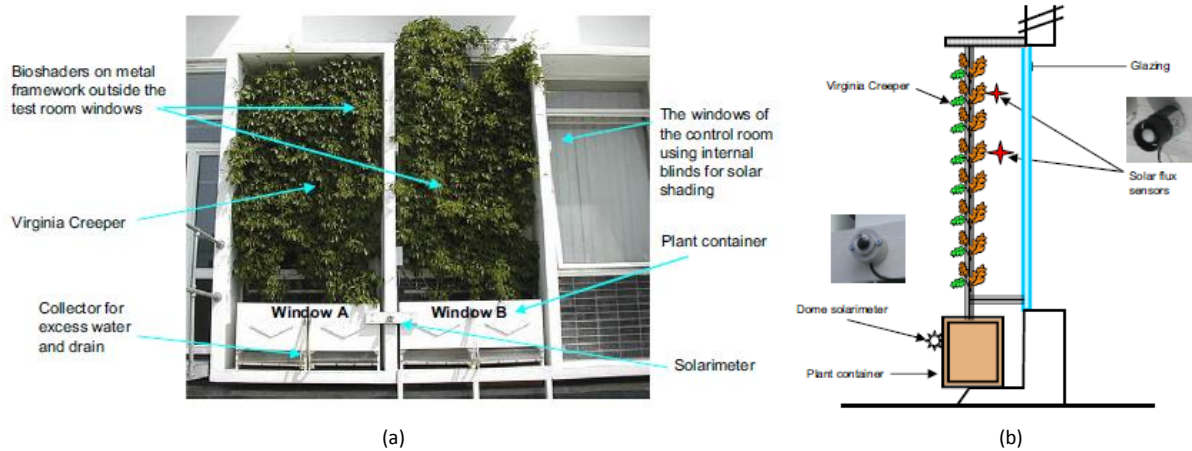 Bioshaders on metal
framework outside the
test room windows
Virginia Creeper
Collector for
excess water
and drain
Window A
Window B
The windows of
the control room
using internal
blinds for solar
shading
Plant container
Solarimeter
(a)
Virginia Creeper
Glazing
Solar flux
sensors
Dome solarimeter
Plant container
(b)